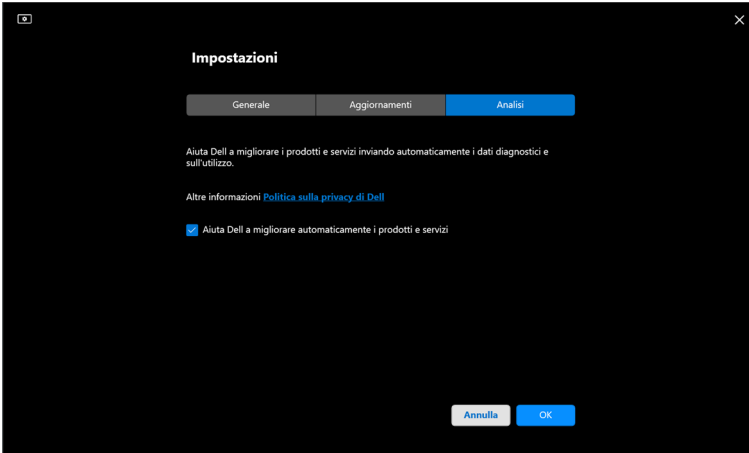 Impostazioni
Generale
Aggiornamenti
Analisi
Aiuta Dell a migliorare i prodotti e servizi inviando automaticamente i dati diagnostici e
sull'utilizzo.
Altre informazioni Politica sulla privacy di Dell
Aiuta Dell a migliorare automaticamente i prodotti e servizi
Annulla
OK